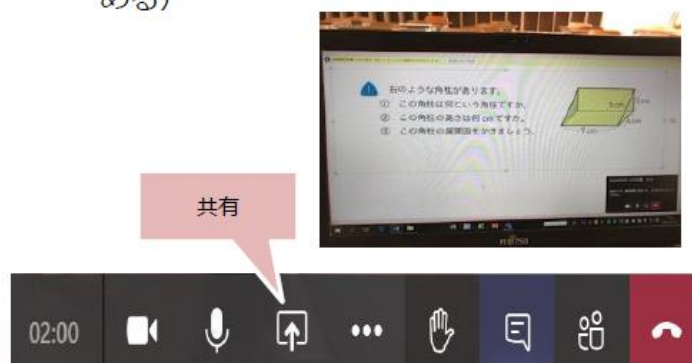 める)
右のような角柱があります。
① この角柱は何という角柱ですか。
② この角柱の高さは何cmですか。
③ この角柱の展開図をかきましょう。
5cm
7cm
共有
02:00